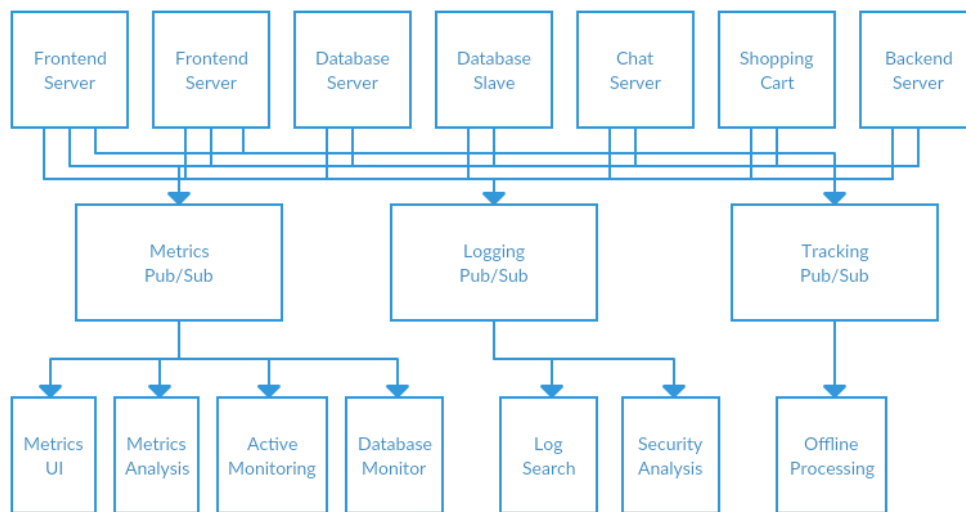 Frontend
Server
Frontend
Server
Database
Server
Database
Slave
Chat
Server
Shopping
Cart
Backend
Server
Metrics
Pub/Sub
Logging
Pub/Sub
Tracking
Pub/Sub
Metrics
UI
Metrics
Analysis
Active
Monitoring
Database
Monitor
Log
Search
Security
Analysis
Offline
Processing